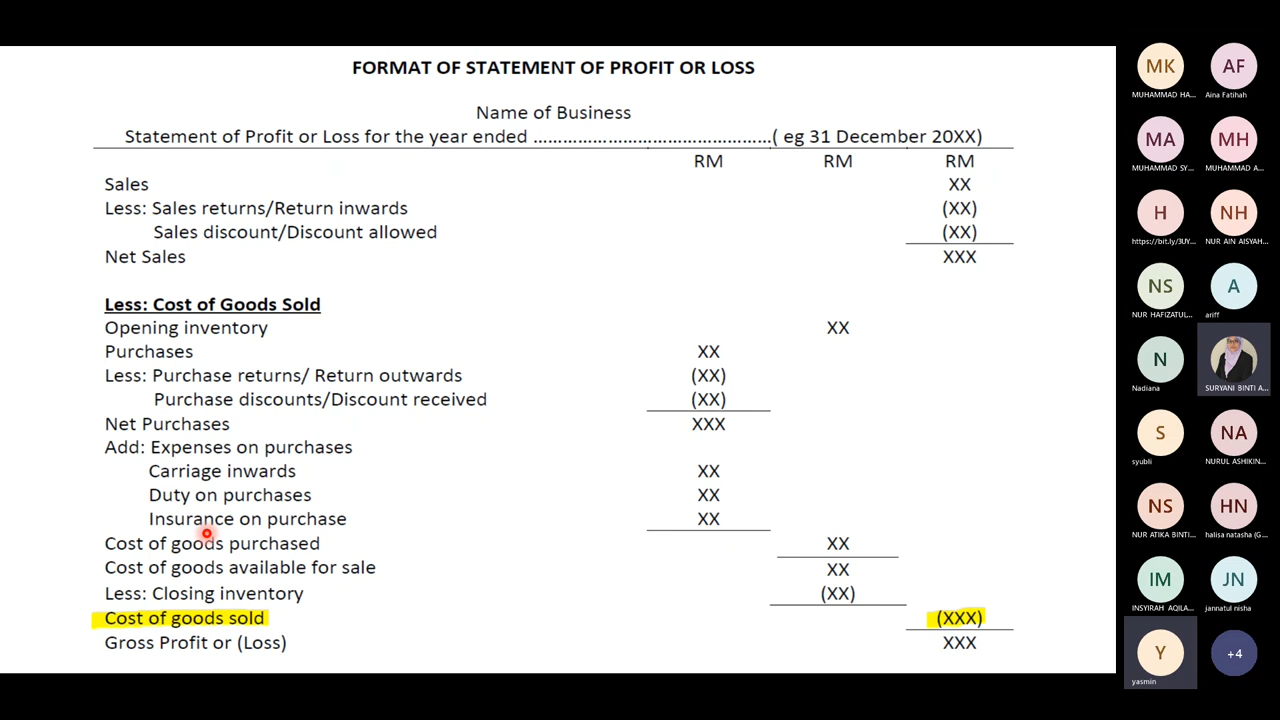 FORMAT OF STATEMENT OF PROFIT OR LOSS
Name of Business
Statement of Profit or Loss for the year ended ………………………………………….( eg 31 December 20XX)
RM RM RM
Sales XX
Less: Sales returns/Return inwards (XX)
Sales discount/Discount allowed (XX)
Net Sales XXX
Less: Cost of Goods Sold
Opening inventory XX
Purchases XX
Less: Purchase returns/ Return outwards (XX)
Purchase discounts/Discount received (XX)
Net Purchases XXX
Add: Expenses on purchases
Carriage inwards XX
Duty on purchases XX
Insurance on purchase XX
Cost of goods purchased XX
Cost of goods available for sale XX
Less: Closing inventory (XX)
Cost of goods sold (XXX)
Gross Profit or (Loss) XXX
MK AF
MUHAMMAD HA... Aina Fatihah
MA MH
MUHAMMAD SY... MUHAMMAD A...
H NH
https://bit.ly/3UY... NUR AIN AISYAH...
NS A
NUR HAFIZATUL... ariff
N
Nadiana SURYANI BINTI A...
S NA
syubli NURUL ASHIKIN...
NS HN
NUR ATIKA BINTI... halisa natasha (G...
IM JN
INSYIRAH AQILA... jannatul nisha
Y +4
yasmin